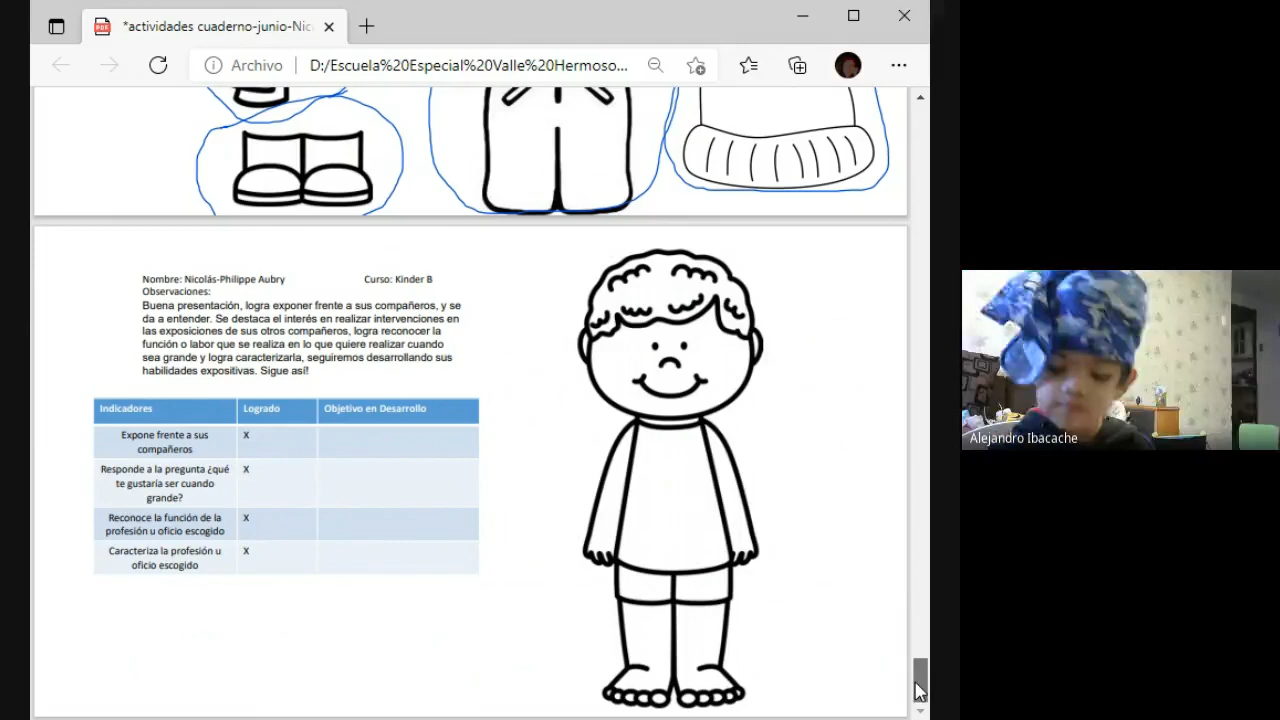 *actividades cuaderno-junio-Nic
Archivo
D:/Escuela%20Especial%20Valle%20Hermoso...
Nombre: Nicolás-Philippe Aubry Curso: Kinder B
Observaciones:
Buena presentación, logra exponer frente a sus compañeros, y se
da a entender. Se destaca el interés en realizar intervenciones en
las exposiciones de sus otros compañeros, logra reconocer la
función o labor que se realiza en lo que quiere realizar cuando
sea grande y logra caracterizarla, seguiremos desarrollando sus
habilidades expositivas. Sigue así!
Indicadores Logrado Objetivo en Desarrollo
Expone frente a sus X
compañeros
Responde a la pregunta ¿qué X
te gustaría ser cuando
grande?
Reconoce la función de la X
profesión u oficio escogido
Caracteriza la profesión u X
oficio escogido
Alejandro Ibacache